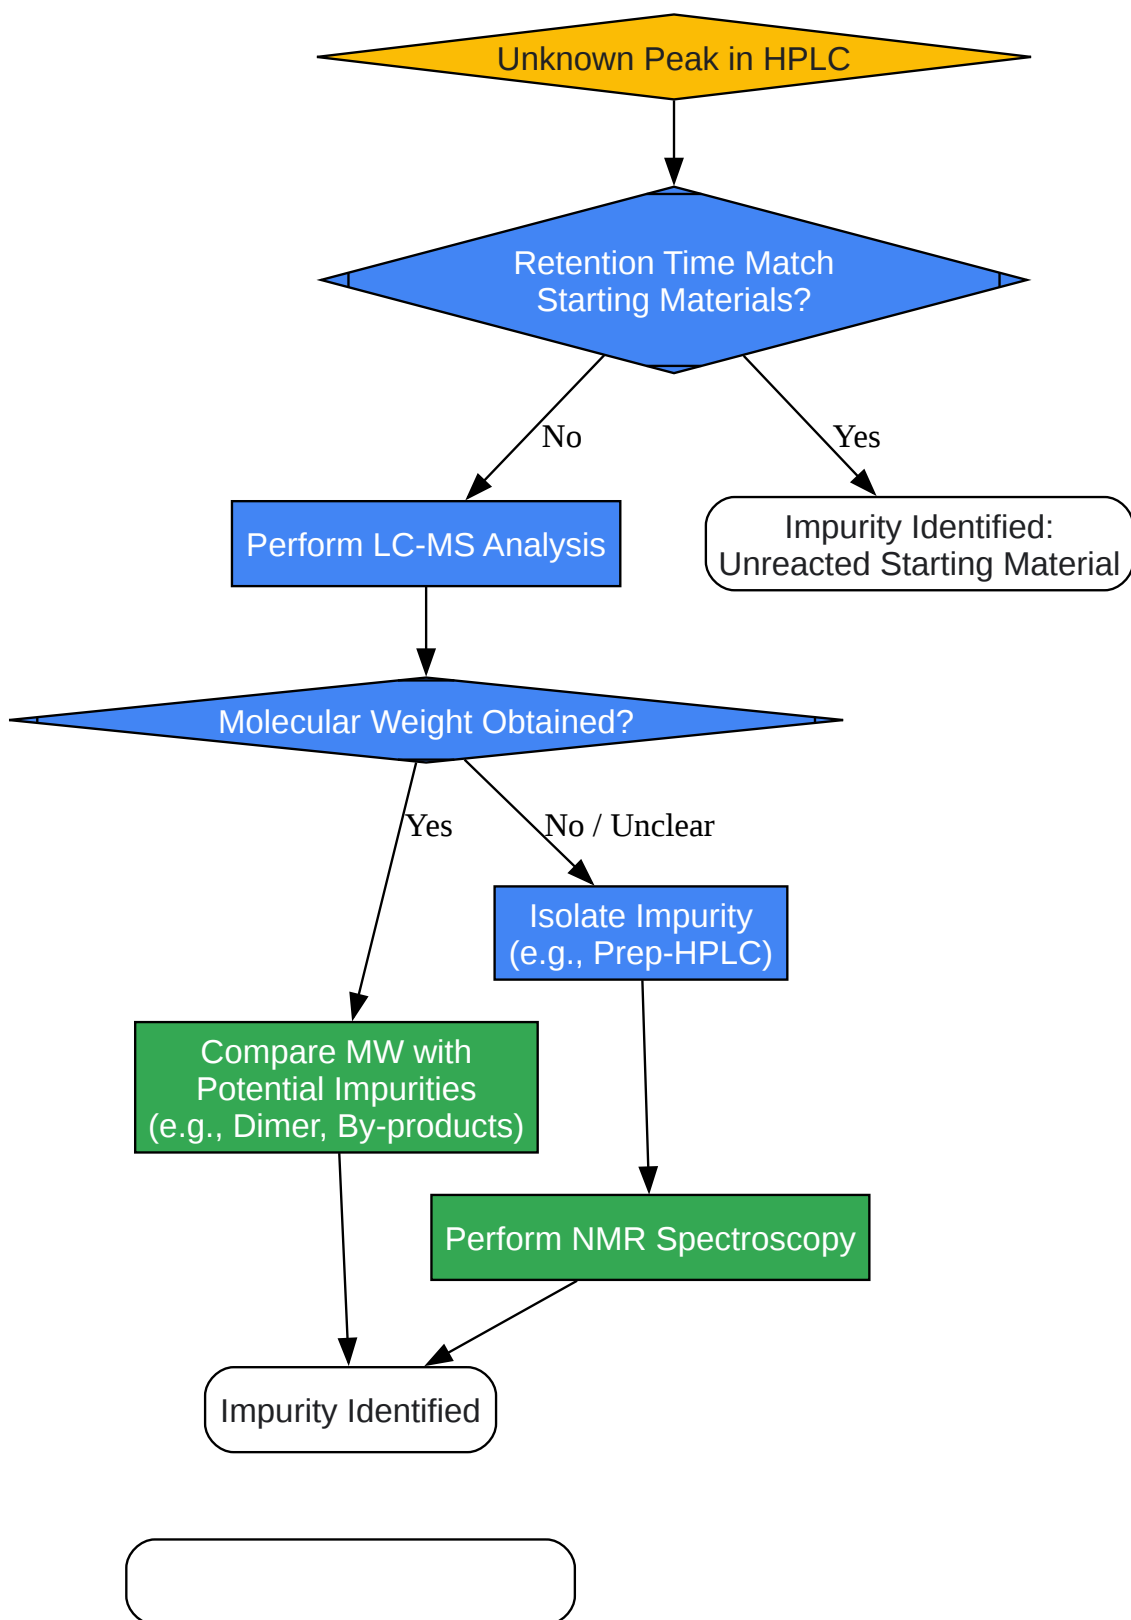 Unknown Peak in HPLC
Retention Time Match
Starting Materials?
No
Yes
Perform LC-MS Analysis
Impurity Identified:
Unreacted Starting Material
Molecular Weight Obtained?
Yes
No / Unclear
Isolate Impurity
(e.g., Prep-HPLC)
Compare MW with
Potential Impurities
(e.g., Dimer, By-products)
Perform NMR Spectroscopy
Impurity Identified